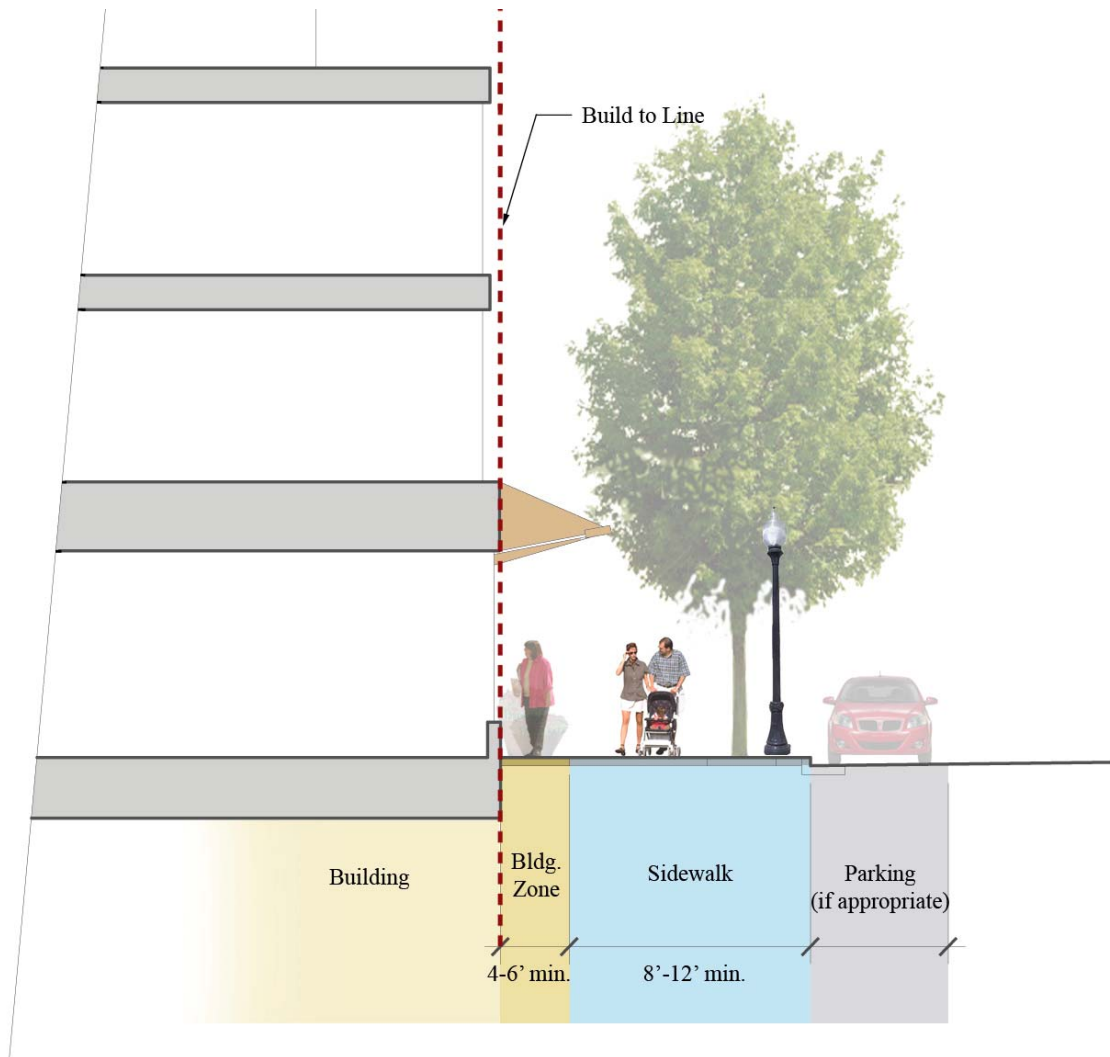 Build to Line
Building
Bldg.
Zone
Sidewalk
Parking
(if appropriate)
4-6’ min.
8’-12’ min.